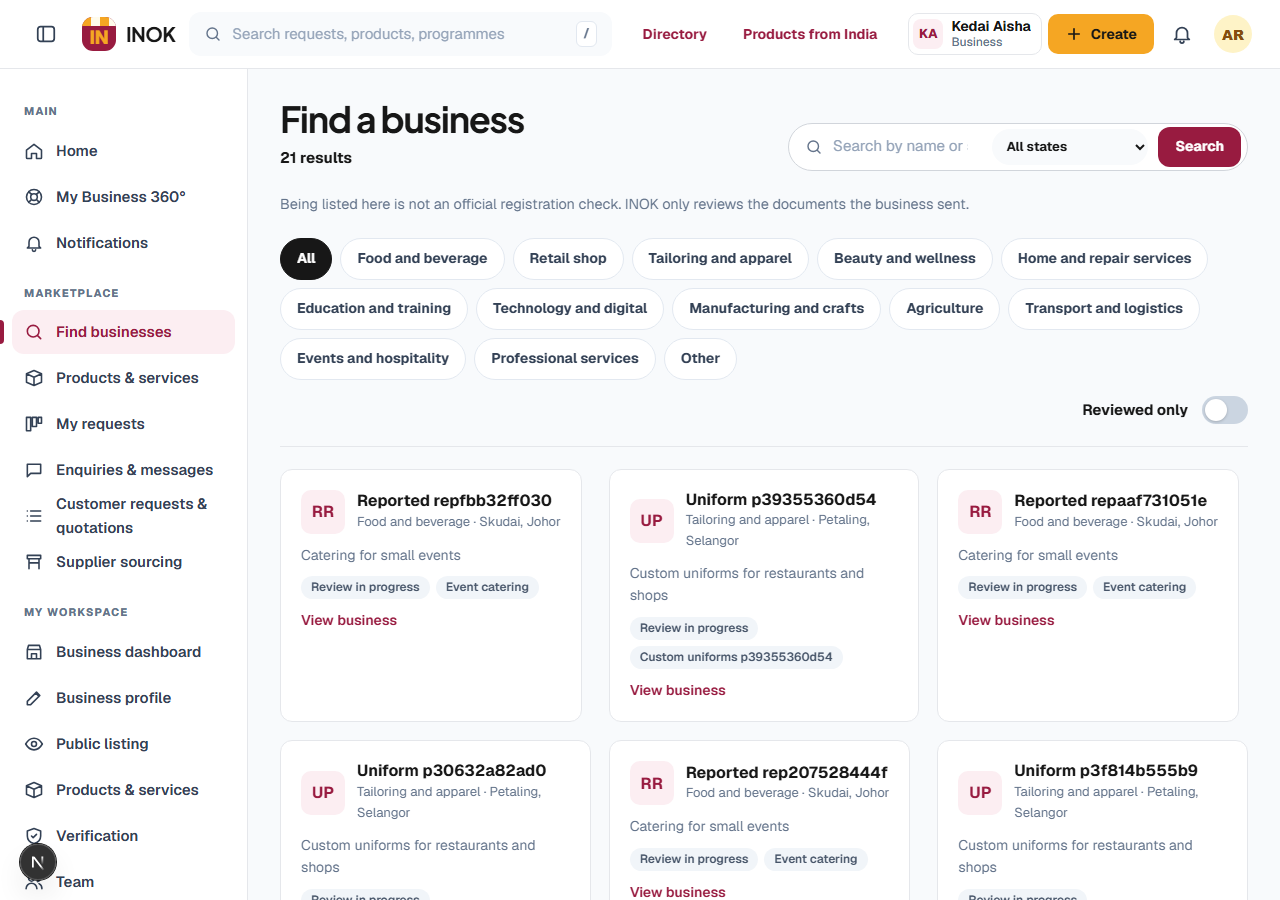 IN INOK
Search requests, products, programmes /
Directory
Products from India
KA Kedai Aisha
Business
Create
AR
MAIN
Home
My Business 360°
Notifications
MARKETPLACE
Find businesses
Products & services
My requests
Enquiries & messages
Customer requests &
quotations
Supplier sourcing
MY WORKSPACE
Business dashboard
Business profile
Public listing
Products & services
Verification
N
Team
Find a business
21 results
Search by name or
All states
Search
Being listed here is not an official registration check. INOK only reviews the documents the business sent.
All Food and beverage Retail shop Tailoring and apparel Beauty and wellness Home and repair services
Education and training Technology and digital Manufacturing and crafts Agriculture Transport and logistics
Events and hospitality Professional services Other
Reviewed only
RR Reported repfbb32ff030
Food and beverage · Skudai, Johor
Catering for small events
Review in progress Event catering
View business
UP Uniform p39355360d54
Tailoring and apparel · Petaling,
Selangor
Custom uniforms for restaurants and
shops
Review in progress
Custom uniforms p39355360d54
View business
RR Reported repaaf731051e
Food and beverage · Skudai, Johor
Catering for small events
Review in progress Event catering
View business
UP Uniform p30632a82ad0
Tailoring and apparel · Petaling,
Selangor
Custom uniforms for restaurants and
shops
Review in progress
RR Reported rep207528444f
Food and beverage · Skudai, Johor
Catering for small events
Review in progress Event catering
View business
UP Uniform p3f814b555b9
Tailoring and apparel · Petaling,
Selangor
Custom uniforms for restaurants and
shops
Review in progress